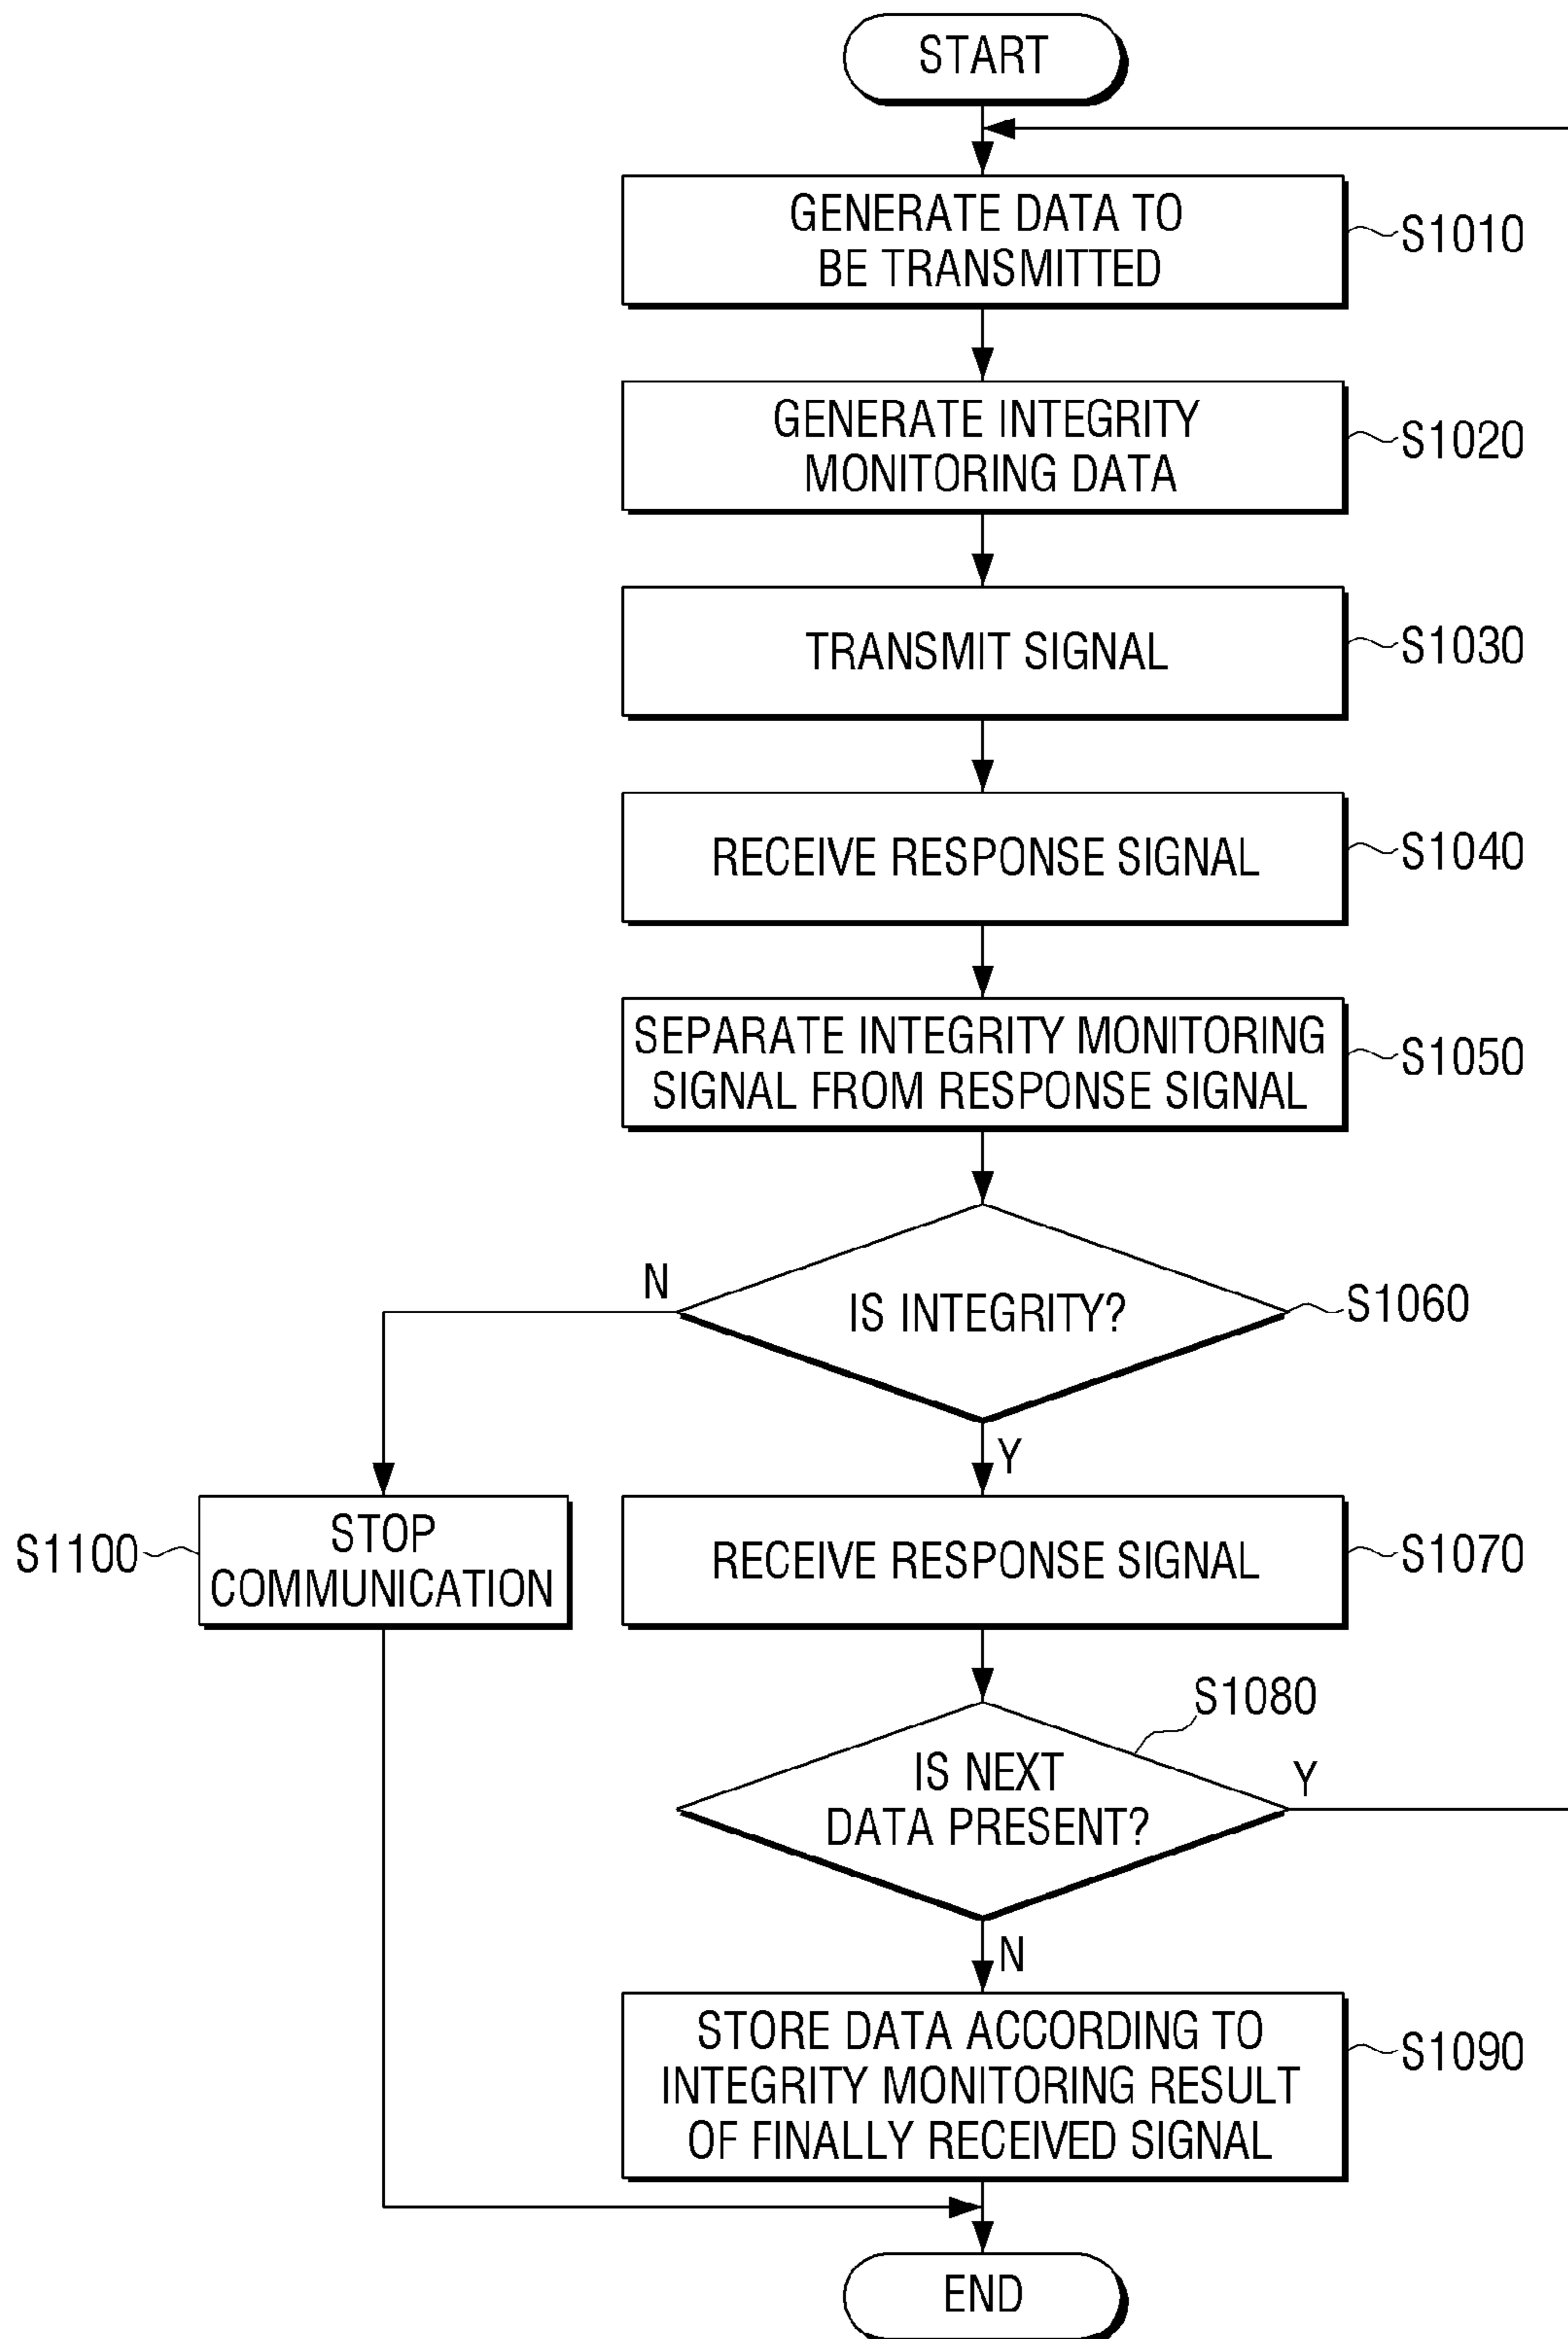 START
GENERATE DATA TO
BE TRANSMITTED
S1010
GENERATE INTEGRITY
MONITORING DATA
S1020
TRANSMIT SIGNAL
S1030
RECEIVE RESPONSE SIGNAL
S1040
SEPARATE INTEGRITY MONITORING
SIGNAL FROM RESPONSE SIGNAL
S1050
N
IS INTEGRITY?
S1060
Y
S1100
STOP
COMMUNICATION
RECEIVE RESPONSE SIGNAL
S1070
S1080
IS NEXT
DATA PRESENT?
Y
N
STORE DATA ACCORDING TO
INTEGRITY MONITORING RESULT
OF FINALLY RECEIVED SIGNAL
S1090
END